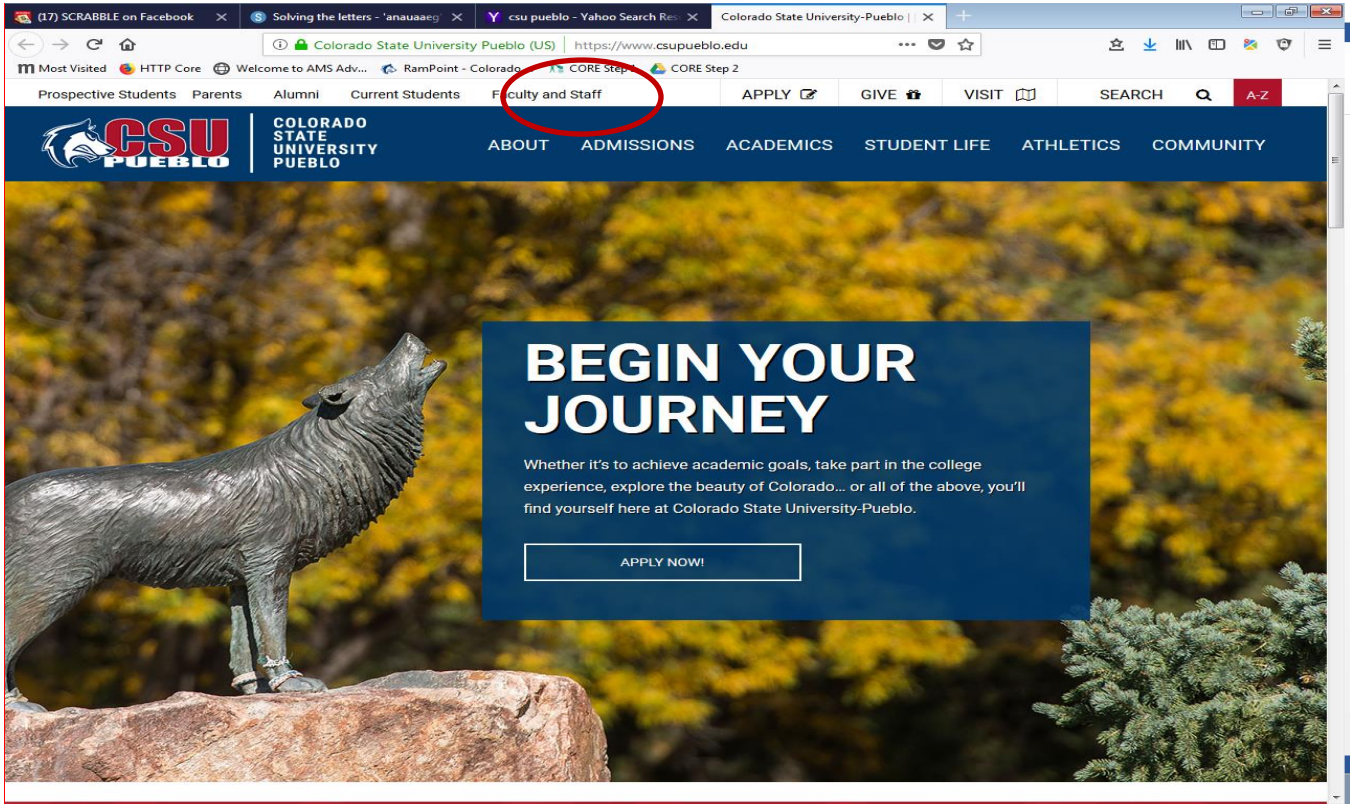 (17) SCRABBLE on Facebook
Solving the letters - 'anauaaeg'
csu pueblo - Yahoo Search Res
Colorado State University-Pueblo |
Colorado State University Pueblo (US) https://www.csupueblo.edu
Most Visited HTTP Core Welcome to AMS Adv... RamPoint - Colorado CORE Step CORE Step 2
Prospective Students Parents Alumni Current Students Faculty and Staff APPLY GIVE VISIT SEARCH A-Z
CSU
PUEBLO
COLORADO
STATE
UNIVERSITY
PUEBLO
ABOUT ADMISSIONS ACADEMICS STUDENT LIFE ATHLETICS COMMUNITY
BEGIN YOUR
JOURNEY
Whether it's to achieve academic goals, take part in the college
experience, explore the beauty of Colorado... or all of the above, you'll
find yourself here at Colorado State University-Pueblo.
APPLY NOW!